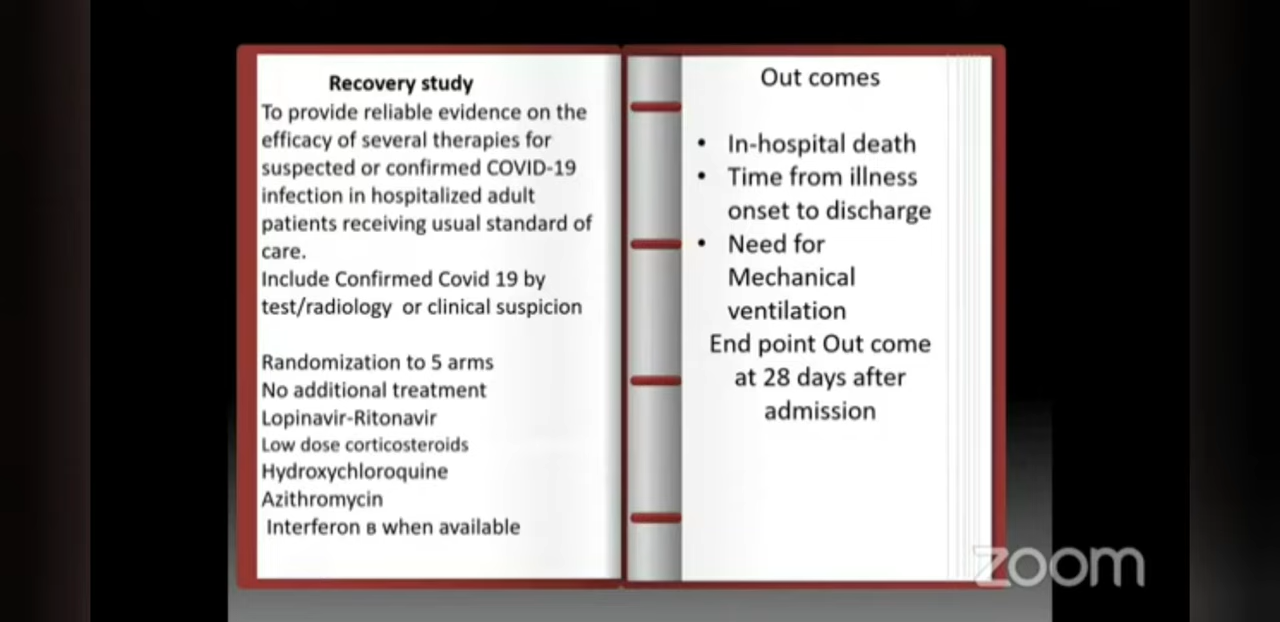 Recovery study
To provide reliable evidence on the
efficacy of several therapies for
suspected or confirmed COVID-19
infection in hospitalized adult
patients receiving usual standard of
care.
Include Confirmed Covid 19 by
test/radiology or clinical suspicion
Randomization to 5 arms
No additional treatment
Lopinavir-Ritonavir
Low dose corticosteroids
Hydroxychloroquine
Azithromycin
Interferon в when available
Out comes
• In-hospital death
• Time from illness
onset to discharge
• Need for
Mechanical
ventilation
End point Out come
at 28 days after
admission
zoom